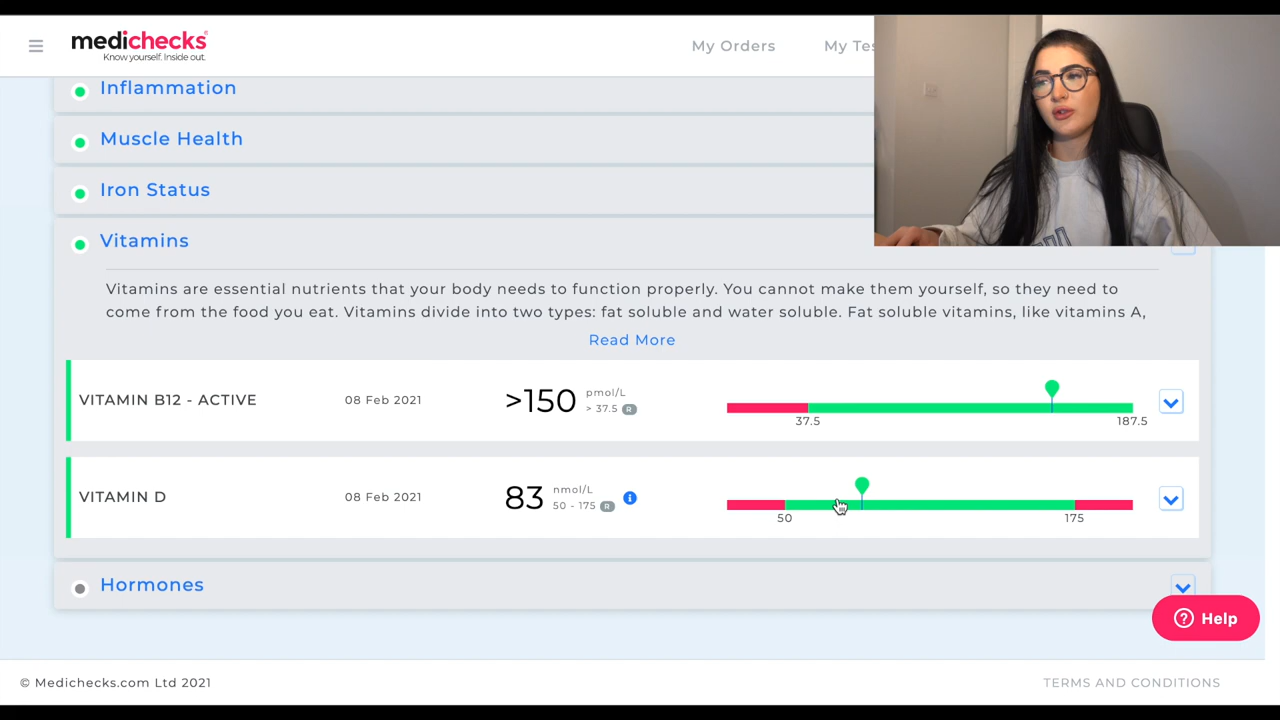 medichecks
Know yourself. Inside out.
My Orders
My Tes
Inflammation
Muscle Health
Iron Status
Vitamins
Vitamins are essential nutrients that your body needs to function properly. You cannot make them yourself, so they need to
come from the food you eat. Vitamins divide into two types: fat soluble and water soluble. Fat soluble vitamins, like vitamins A,
Read More
VITAMIN B12 - ACTIVE 08 Feb 2021 >150 pmol/L
> 37.5 R
37.5 187.5
VITAMIN D 08 Feb 2021 83 nmol/L
50 - 175 R i
50 175
Hormones
? Help
© Medichecks.com Ltd 2021 TERMS AND CONDITIONS